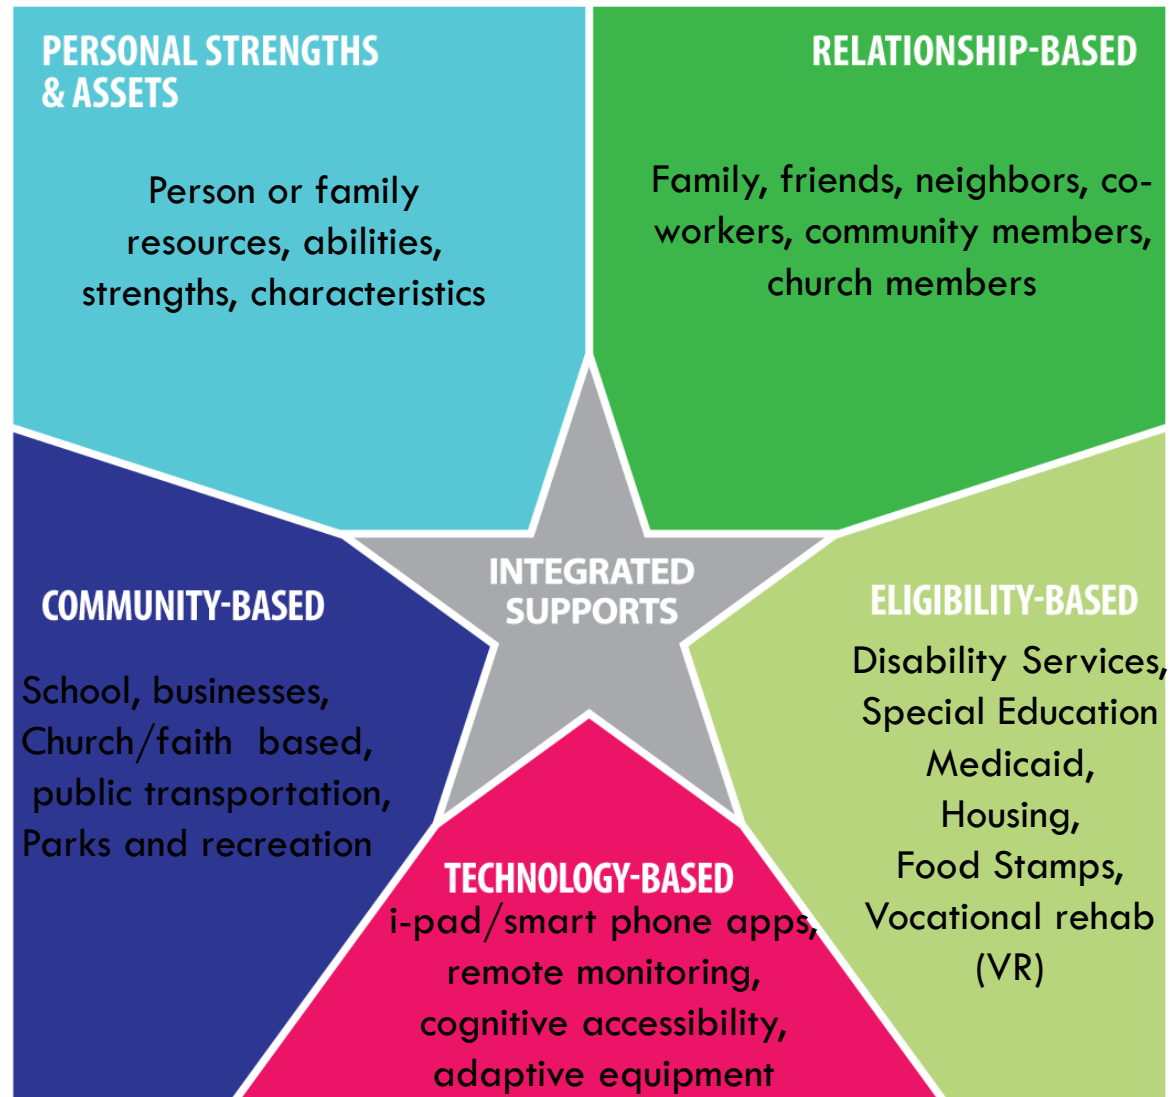 PERSONAL STRENGTHS
& ASSETS
Person or family
resources, abilities,
strengths, characteristics
RELATIONSHIP-BASED
Family, friends, neighbors, co-
workers, community members,
church members
INTEGRATED
SUPPORTS
COMMUNITY-BASED
School, businesses,
Church/faith based,
public transportation,
Parks and recreation
ELIGIBILITY-BASED
Disability Services,
Special Education
Medicaid,
Housing,
Food Stamps,
Vocational rehab
(VR)
TECHNOLOGY-BASED
i-pad/smart phone apps,
remote monitoring,
cognitive accessibility,
adaptive equipment